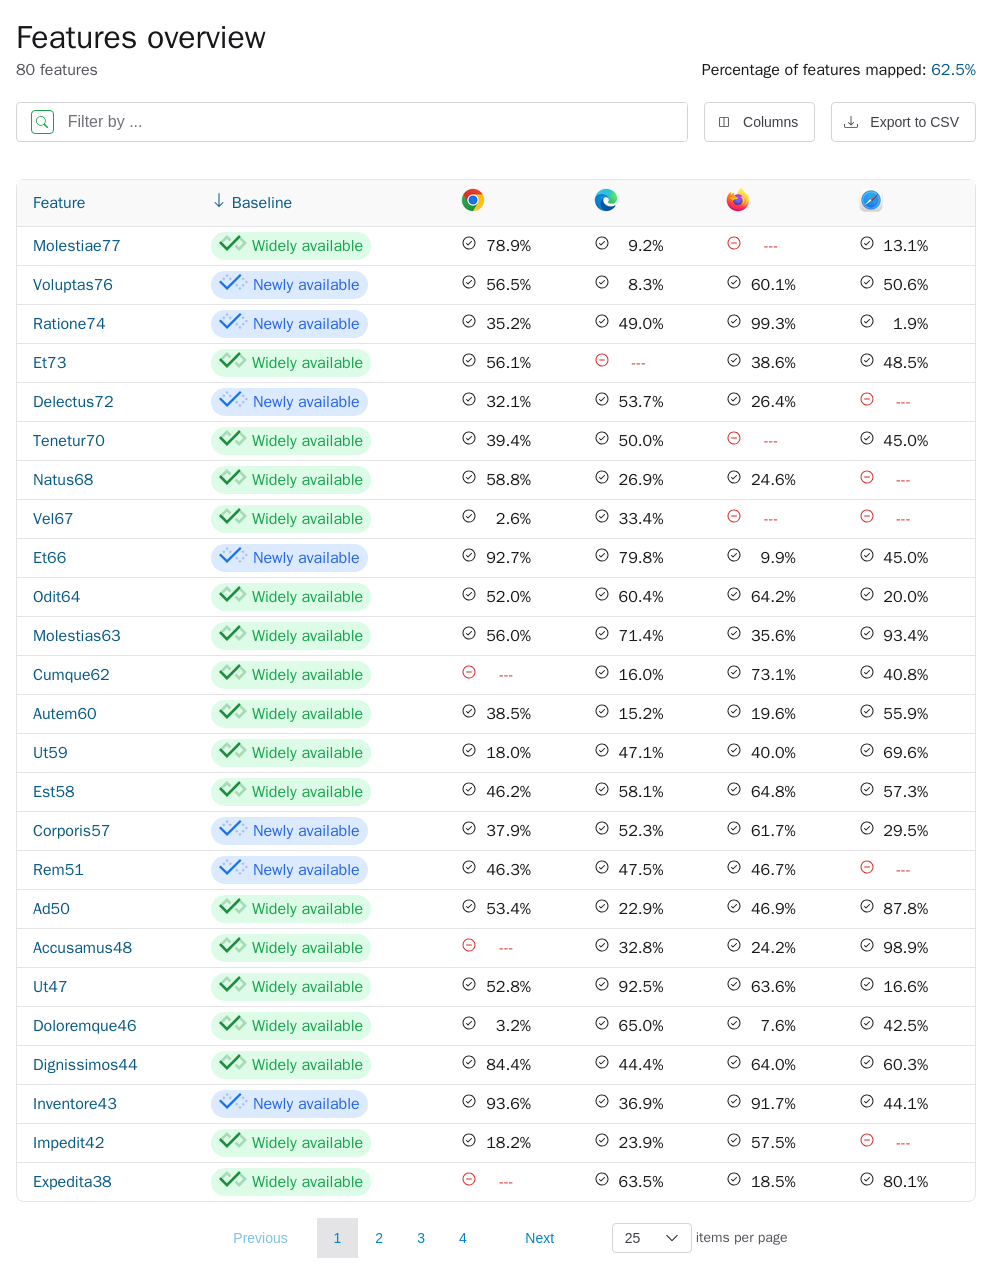 Features overview
80 features
Percentage of features mapped: 62.5%
Filter by ...
Columns
Export to CSV
Feature Baseline
Molestiae77 Widely available 78.9% 9.2% --- 13.1%
Voluptas76 Newly available 56.5% 8.3% 60.1% 50.6%
Ratione74 Newly available 35.2% 49.0% 99.3% 1.9%
Et73 Widely available 56.1% --- 38.6% 48.5%
Delectus72 Newly available 32.1% 53.7% 26.4% ---
Tenetur70 Widely available 39.4% 50.0% --- 45.0%
Natus68 Widely available 58.8% 26.9% 24.6% ---
Vel67 Widely available 2.6% 33.4% --- ---
Et66 Newly available 92.7% 79.8% 9.9% 45.0%
Odit64 Widely available 52.0% 60.4% 64.2% 20.0%
Molestias63 Widely available 56.0% 71.4% 35.6% 93.4%
Cumque62 Widely available --- 16.0% 73.1% 40.8%
Autem60 Widely available 38.5% 15.2% 19.6% 55.9%
Ut59 Widely available 18.0% 47.1% 40.0% 69.6%
Est58 Widely available 46.2% 58.1% 64.8% 57.3%
Corporis57 Newly available 37.9% 52.3% 61.7% 29.5%
Rem51 Newly available 46.3% 47.5% 46.7% ---
Ad50 Widely available 53.4% 22.9% 46.9% 87.8%
Accusamus48 Widely available --- 32.8% 24.2% 98.9%
Ut47 Widely available 52.8% 92.5% 63.6% 16.6%
Doloremque46 Widely available 3.2% 65.0% 7.6% 42.5%
Dignissimos44 Widely available 84.4% 44.4% 64.0% 60.3%
Inventore43 Newly available 93.6% 36.9% 91.7% 44.1%
Impedit42 Widely available 18.2% 23.9% 57.5% ---
Expedita38 Widely available --- 63.5% 18.5% 80.1%
Previous 1 2 3 4 Next 25 items per page